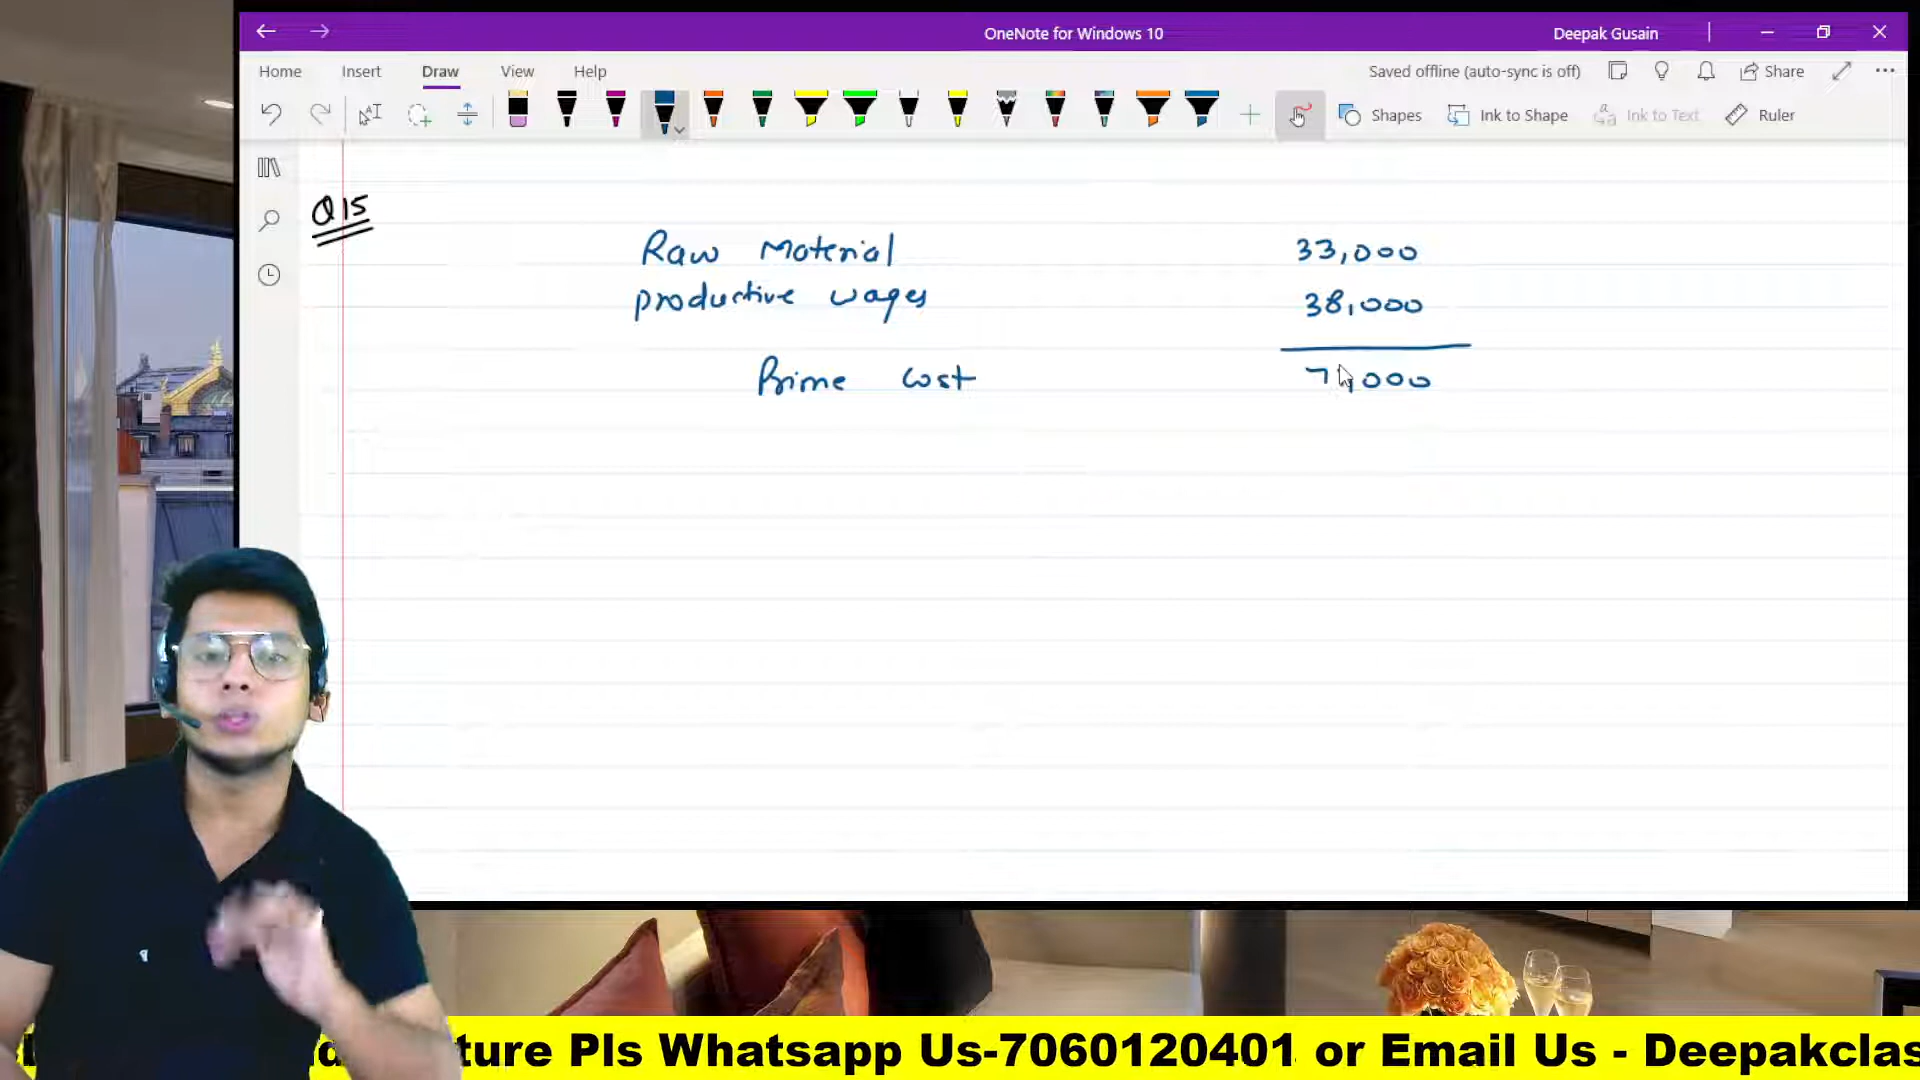 OneNote for Windows 10
Deepak Gusain
Home Insert Draw View Help
Saved offline (auto-sync is off)
Share
Shapes
Ink to Shape
Ink to Text
Ruler
Q15
Raw Material 33,000
Productive wages 38,000
Prime Cost 71,000
ture Pls Whatsapp Us-7060120401 or Email Us - Deepakclas